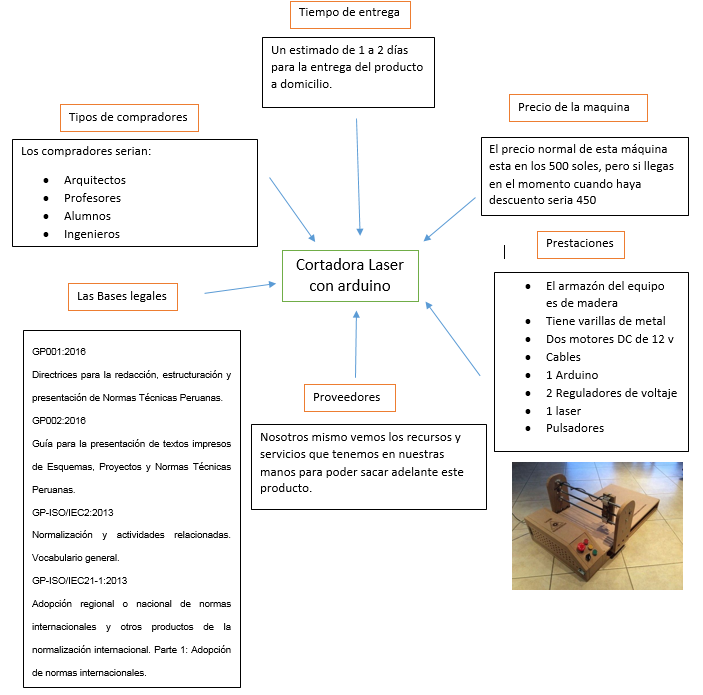 Tiempo de entrega
Un estimado de 1 a 2 días
para la entrega del producto
a domicilio.
Precio de la maquina
El precio normal de esta máquina
esta en los 500 soles, pero si llegas
en el momento cuando haya
descuento seria 450
Tipos de compradores
Los compradores serian:
• Arquitectos
• Profesores
• Alumnos
• Ingenieros
Cortadora Laser
con arduino
Prestaciones
• El armazón del equipo
es de madera
• Tiene varillas de metal
• Dos motores DC de 12 v
• Cables
• 1 Arduino
• 2 Reguladores de voltaje
• 1 laser
• Pulsadores
Las Bases legales
GP001:2016
Directrices para la redacción, estructuración y
presentación de Normas Técnicas Peruanas.
GP002:2016
Guía para la presentación de textos impresos
de Esquemas, Proyectos y Normas Técnicas
Peruanas.
GP-ISO/IEC2:2013
Normalización y actividades relacionadas.
Vocabulario general.
GP-ISO/IEC21-1:2013
Adopción regional o nacional de normas
internacionales y otros productos de la
normalización internacional. Parte 1: Adopción
de normas internacionales.
Proveedores
Nosotros mismo vemos los recursos y
servicios que tenemos en nuestras
manos para poder sacar adelante este
producto.